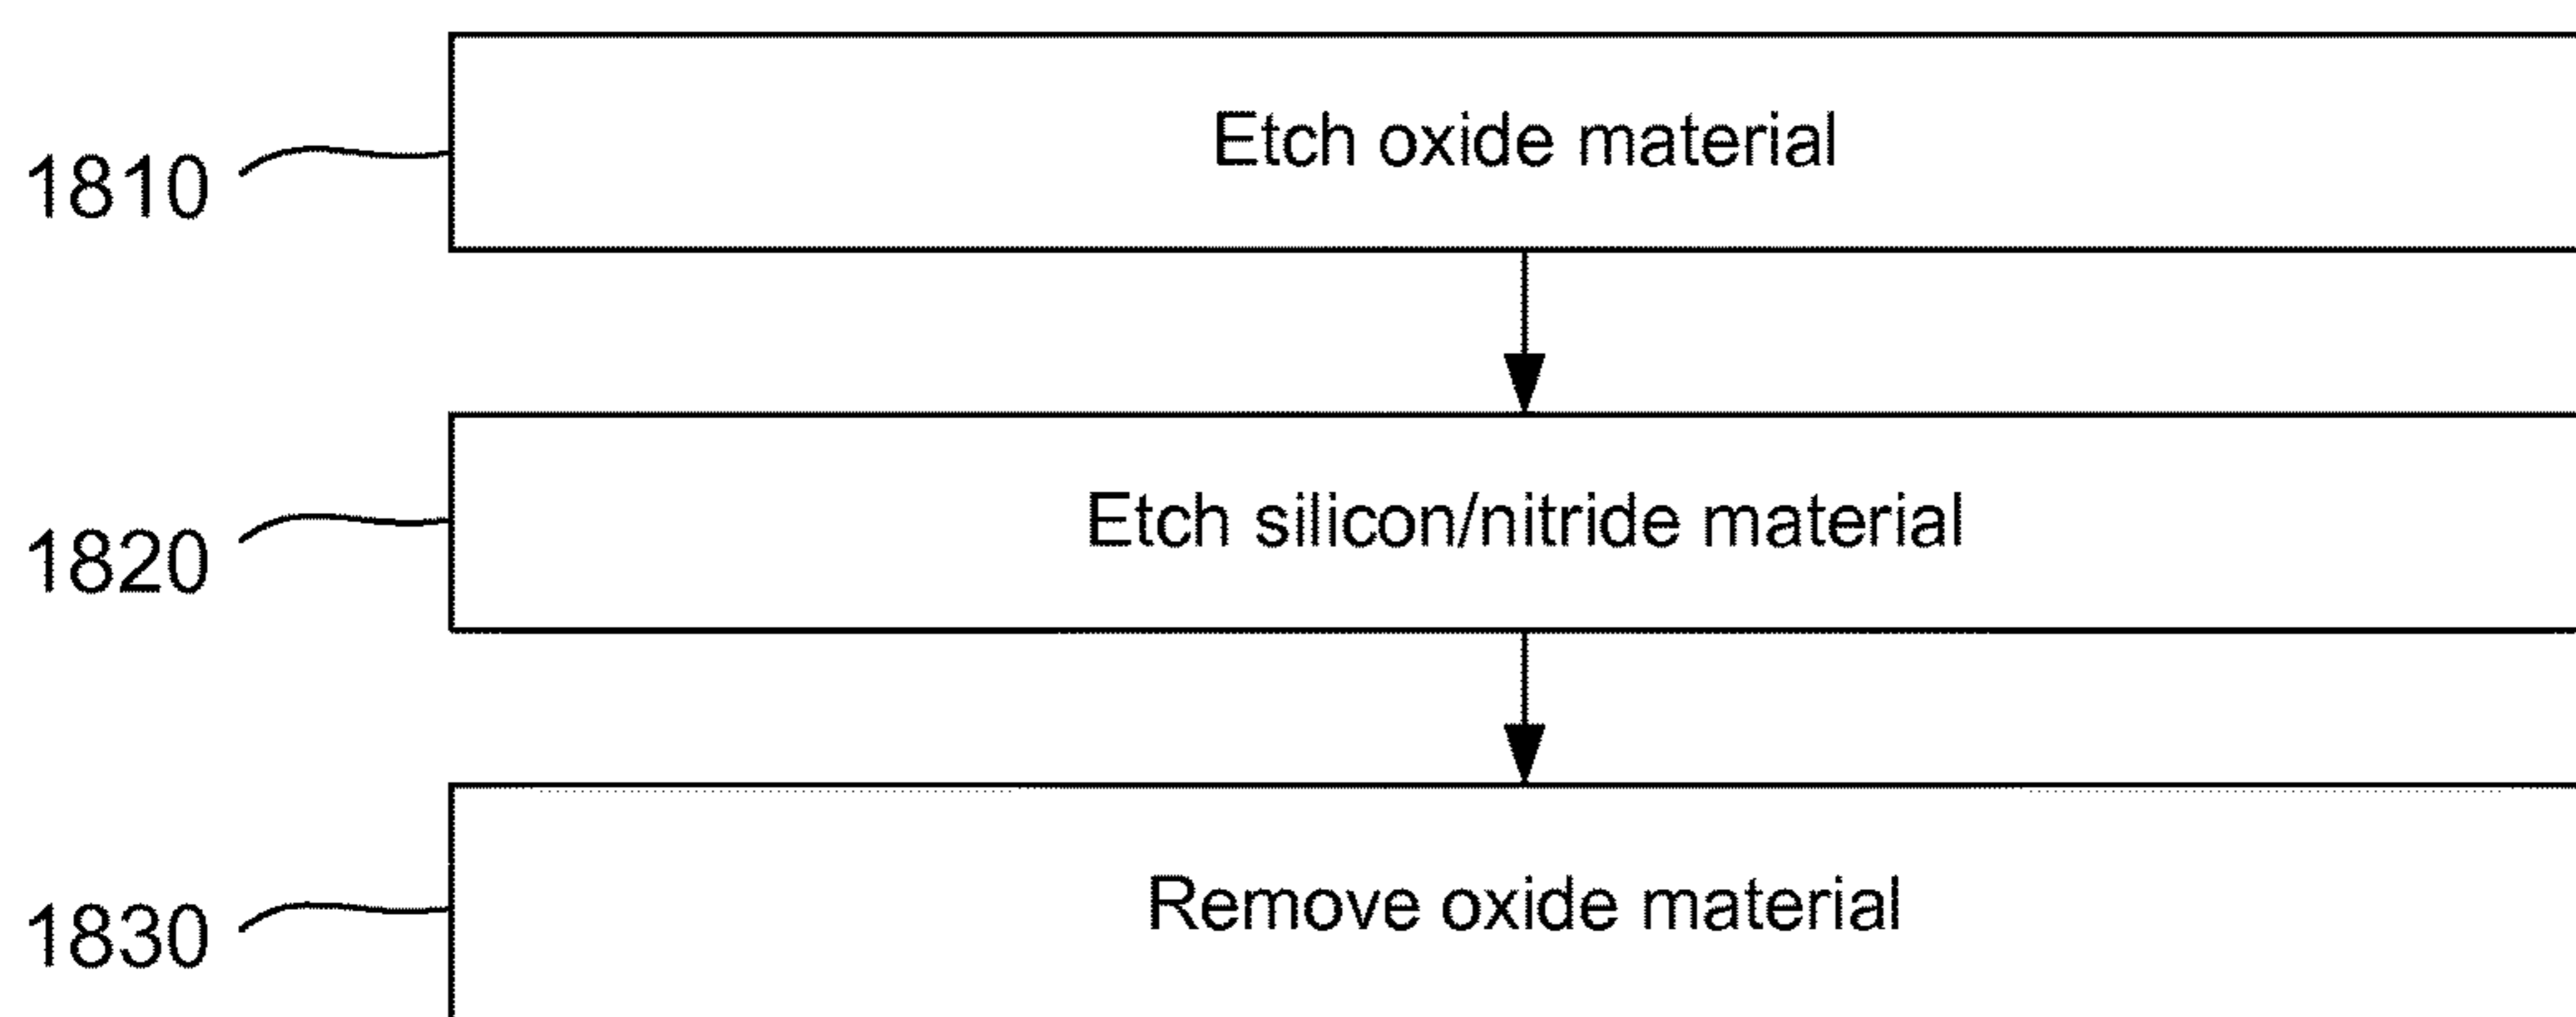 Etch oxide material
1810
Etch silicon/nitride material
1820
Remove oxide material
1830